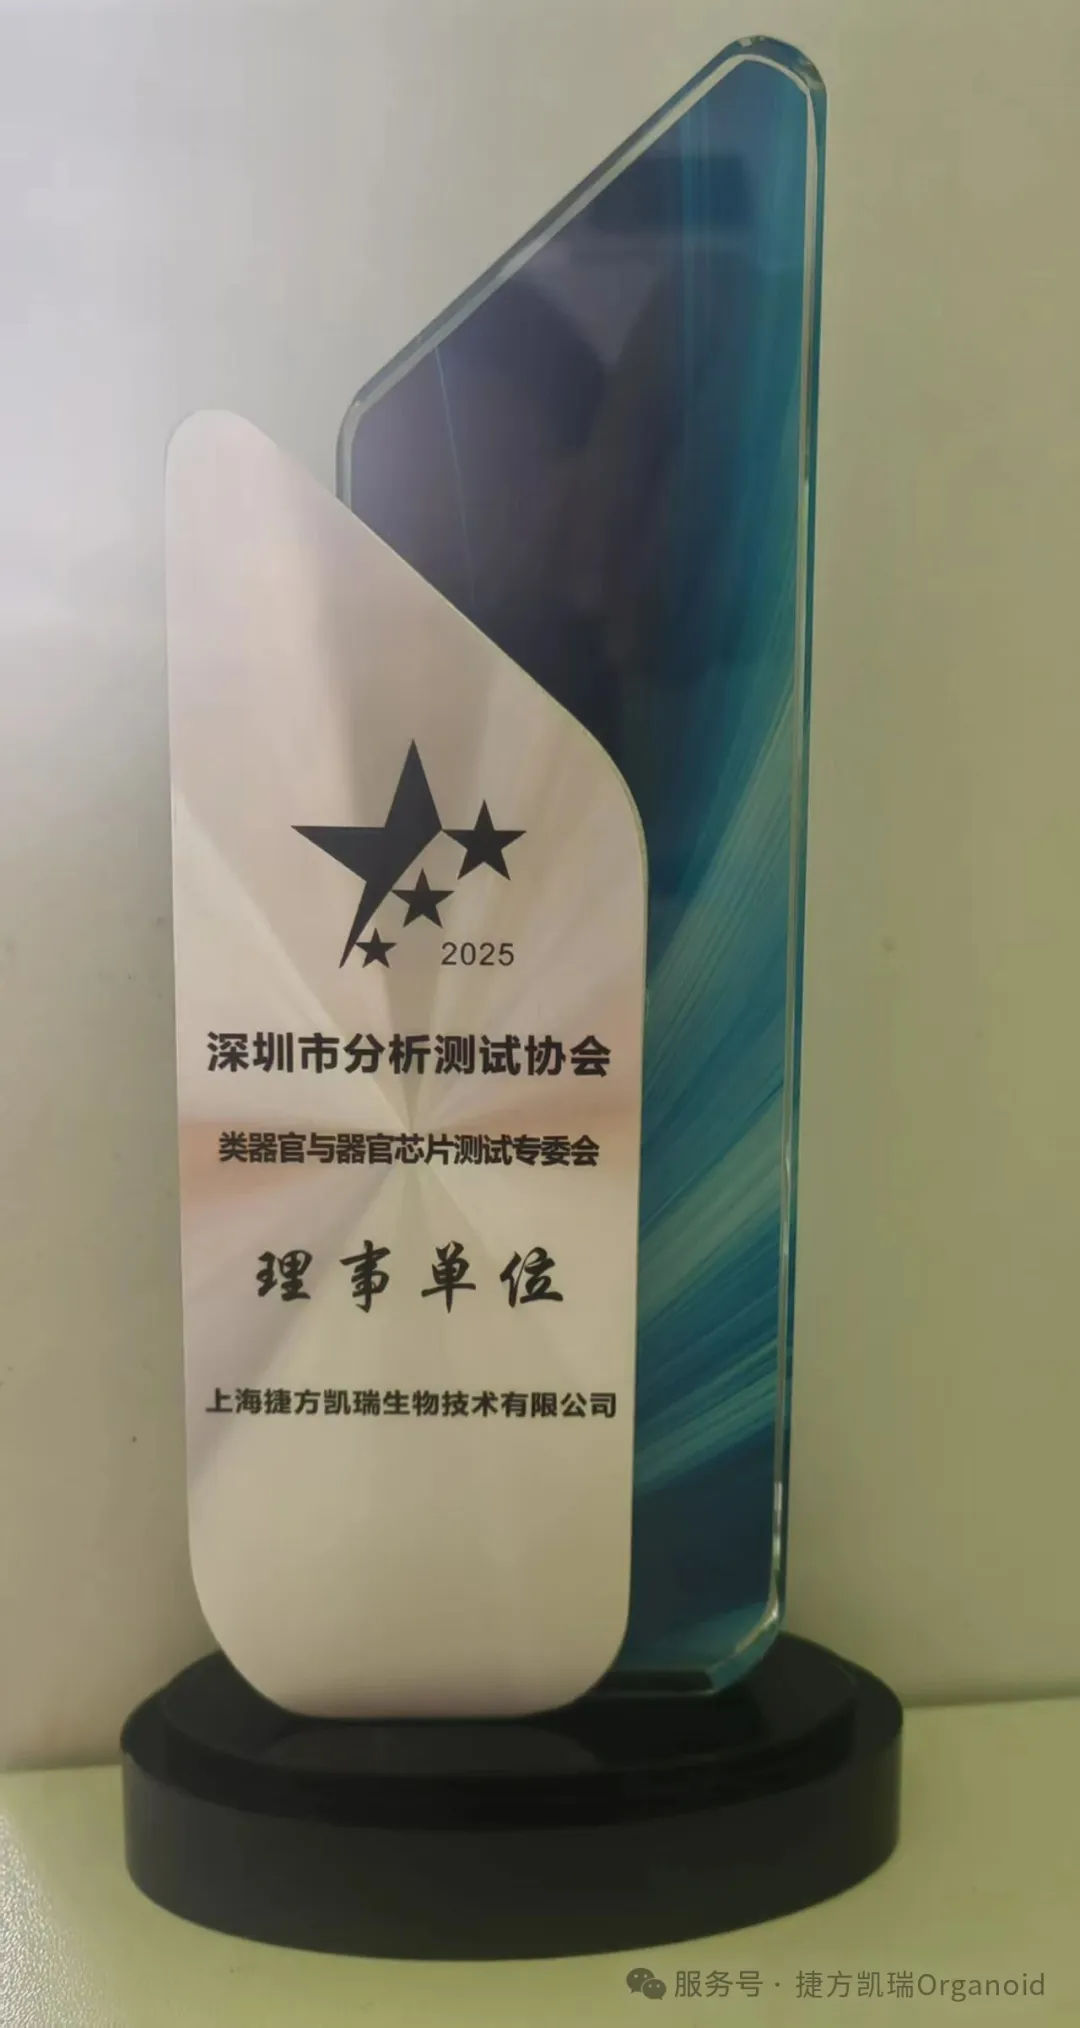 2025
深圳市分析测试协会
类器官与器官芯片测试专委会
理事单位
上海捷方凯瑞生物技术有限公司
服务号 · 捷方凯瑞Organoid